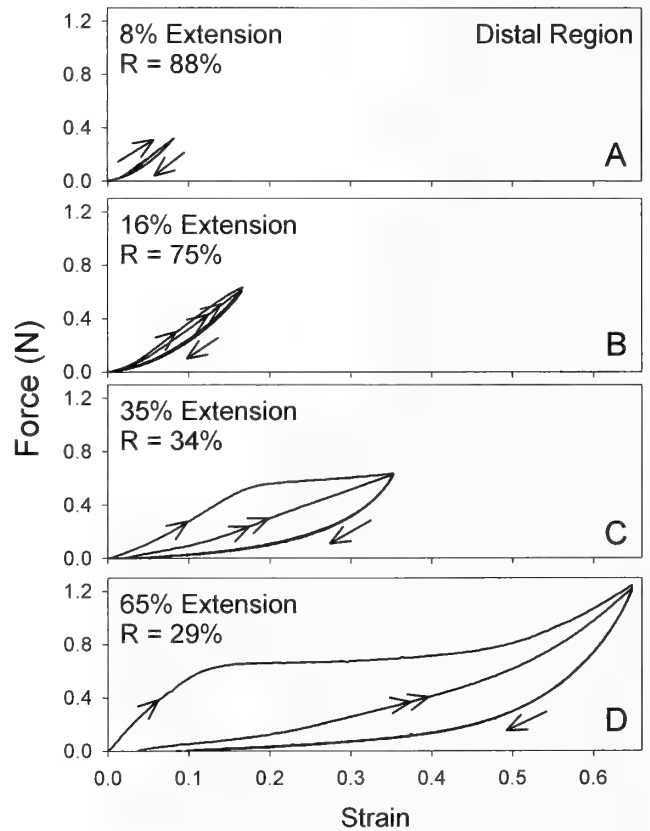 8% Extension
R = 88%
Distal Region
A
1.2
0.8
0.4
0.0
16% Extension
R = 75%
B
1.2
0.8
0.4
0.0
35% Extension
R = 34%
C
1.2
0.8
0.4
0.0
65% Extension
R = 29%
D
1.2
0.8
0.4
0.0
Force (N)
0.0 0.1 0.2 0.3 0.4 0.5 0.6
Strain